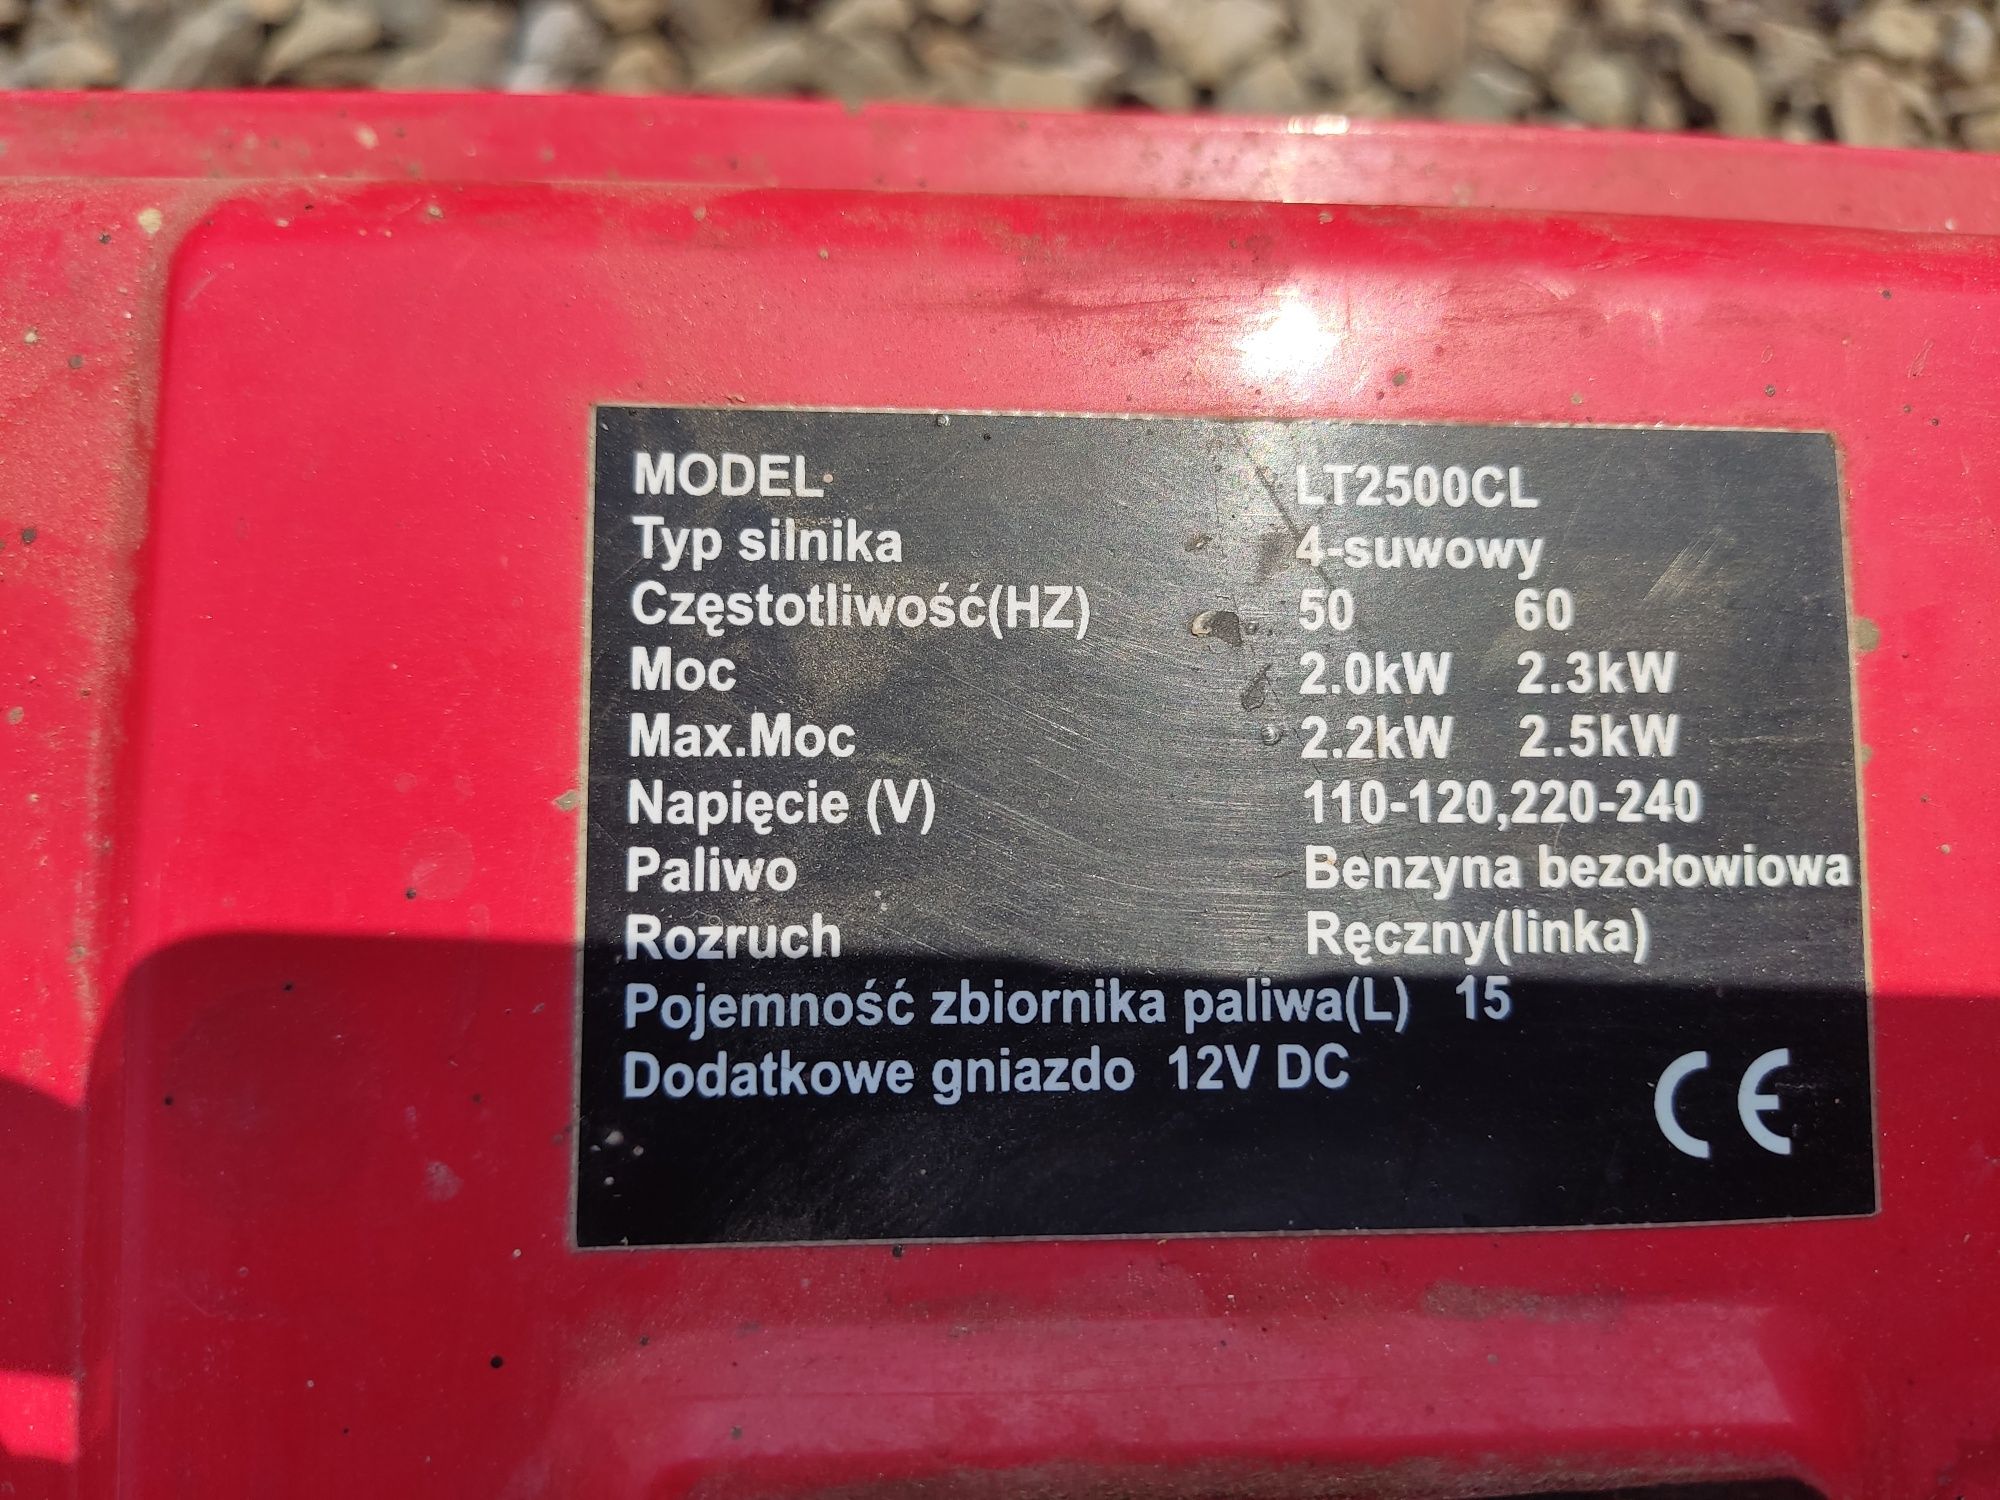 MODEL LT2500CL
Typ silnika 4-suwowy
Częstotliwość(HZ) 50 60
Moc 2.0kW 2.3kW
Max.Moc 2.2kW 2.5kW
Napięcie (V) 110-120,220-240
Paliwo Benzyna bezołowiowa
Rozruch Ręczny(linka)
Pojemność zbiornika paliwa(L) 15
Dodatkowe gniazdo 12V DC
CE